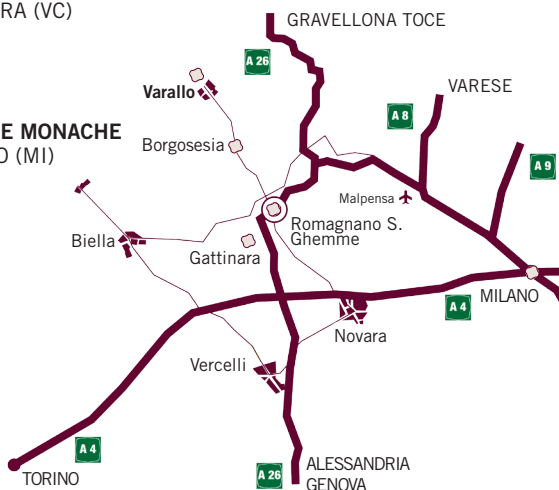 RA (VC)
GRAVELLONA TOCE
A 26
VARESE
Varallo
A 8
E MONACHE
O (MI)
Borgosesia
A 9
Malpensa
Romagnano S.
Ghemme
Biella
Gattinara
MILANO
A 4
Novara
Vercelli
A 4
TORINO
A 26
ALESSANDRIA
GENOVA